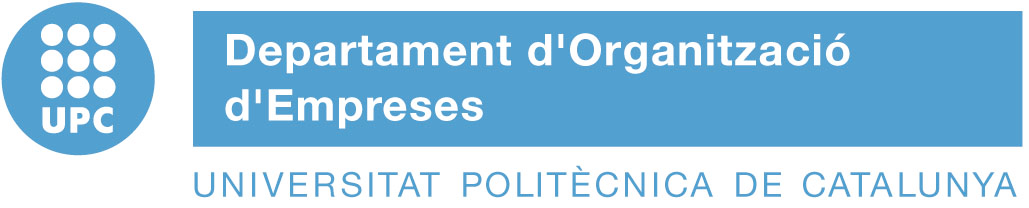 UPC
Departament d'Organització
d'Empreses
UNIVERSITAT POLITÈCNICA DE CATALUNYA